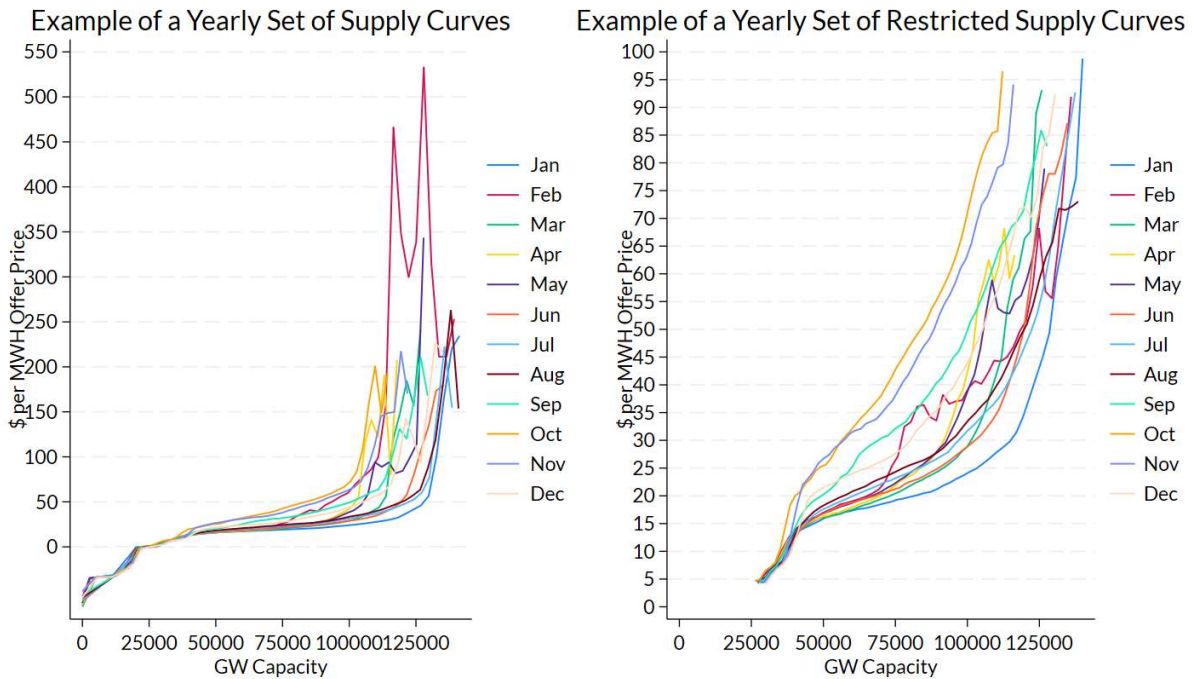 Example of a Yearly Set of Supply Curves
$ per MWH Offer Price
550
500
450
400
350
300
250
200
150
100
50
0
0 25000 50000 75000 100000 125000
GW Capacity
Jan
Feb
Mar
Apr
May
Jun
Jul
Aug
Sep
Oct
Nov
Dec
Example of a Yearly Set of Restricted Supply Curves
$ per MWH Offer Price
100
95
90
85
80
75
70
65
60
55
50
45
40
35
30
25
20
15
10
5
0
0 25000 50000 75000 100000 125000
GW Capacity
Jan
Feb
Mar
Apr
May
Jun
Jul
Aug
Sep
Oct
Nov
Dec